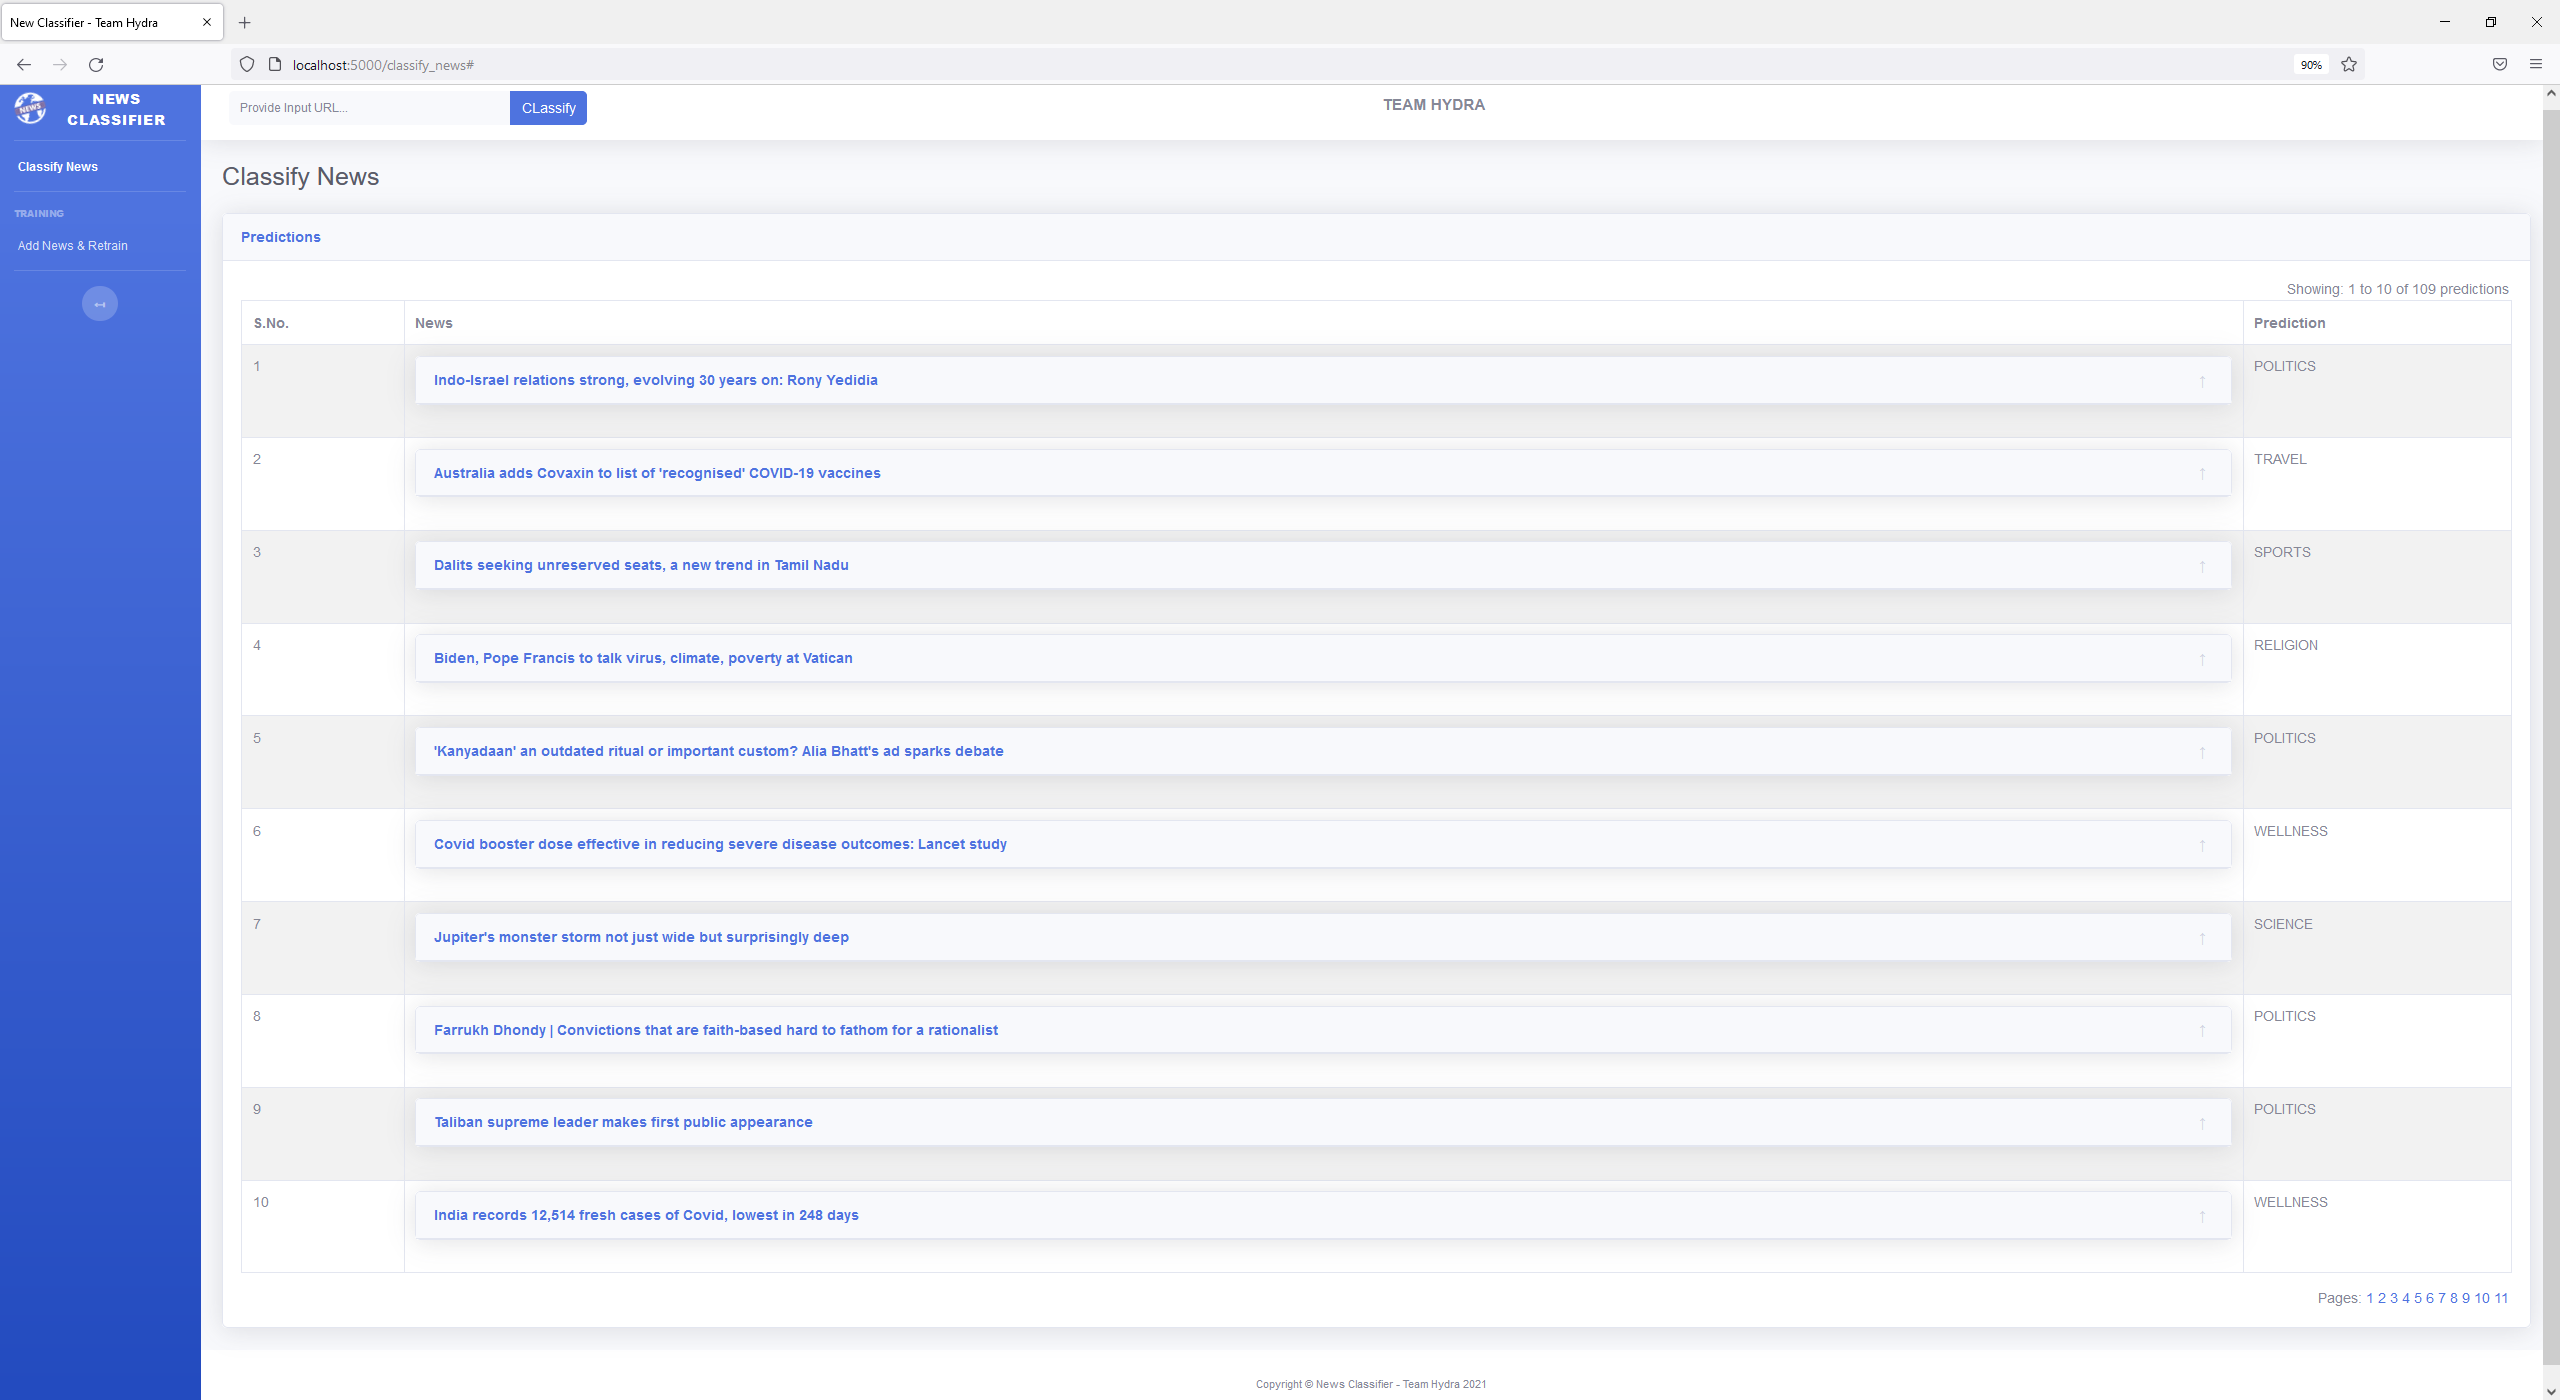 New Classifier - Team Hydra
localhost:5000/classify_news#
90%
NEWS
NEWS
CLASSIFIER
Provide Input URL...
CLassify
TEAM HYDRA
Classify News
TRAINING
Add News & Retrain
Classify News
Predictions
Showing: 1 to 10 of 109 predictions
S.No. News Prediction
1 Indo-Israel relations strong, evolving 30 years on: Rony Yedidia ↑ POLITICS
2 Australia adds Covaxin to list of 'recognised' COVID-19 vaccines ↑ TRAVEL
3 Dalits seeking unreserved seats, a new trend in Tamil Nadu ↑ SPORTS
4 Biden, Pope Francis to talk virus, climate, poverty at Vatican ↑ RELIGION
5 'Kanyadaan' an outdated ritual or important custom? Alia Bhatt's ad sparks debate ↑ POLITICS
6 Covid booster dose effective in reducing severe disease outcomes: Lancet study ↑ WELLNESS
7 Jupiter's monster storm not just wide but surprisingly deep ↑ SCIENCE
8 Farrukh Dhondy | Convictions that are faith-based hard to fathom for a rationalist ↑ POLITICS
9 Taliban supreme leader makes first public appearance ↑ POLITICS
10 India records 12,514 fresh cases of Covid, lowest in 248 days ↑ WELLNESS
Pages: 1 2 3 4 5 6 7 8 9 10 11
Copyright © News Classifier - Team Hydra 2021